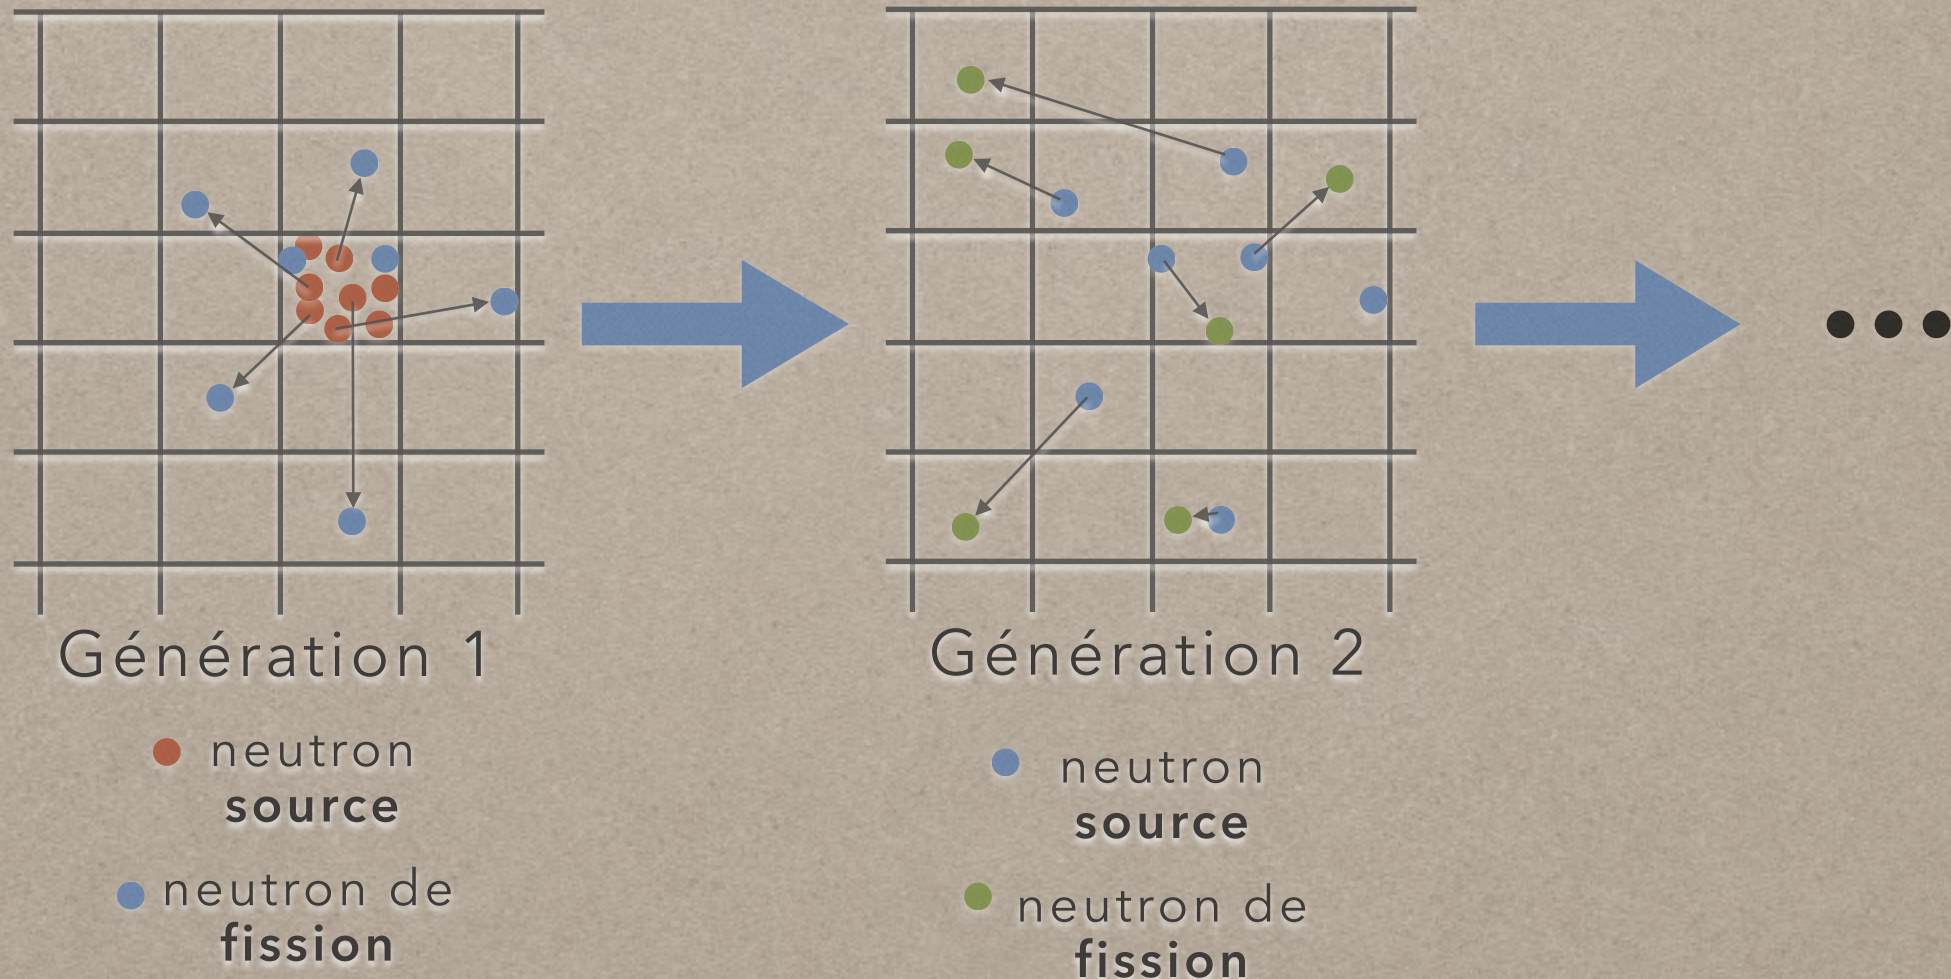 Génération 1
neutron
source
neutron de
fission
Génération 2
neutron
source
neutron de
fission